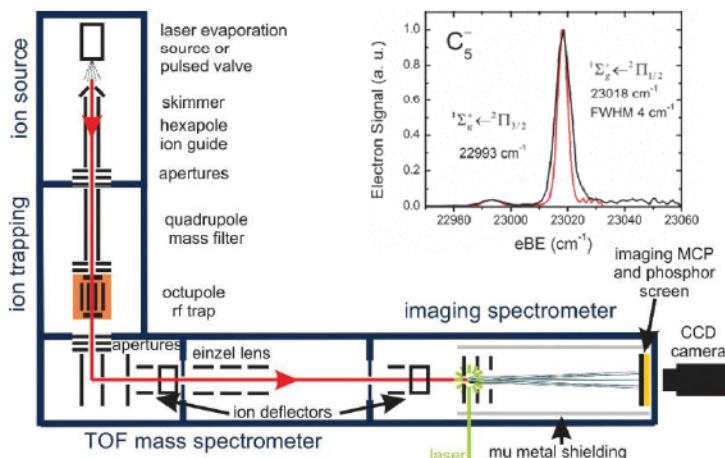 ion source
laser evaporation
source or
pulsed valve
skimmer
hexapole
ion guide
apertures
ion trapping
quadrupole
mass filter
octupole
rf trap
apertures
einzel lens
ion deflectors
TOF mass spectrometer
imaging spectrometer
laser
mu metal shielding
imaging MCP
and phosphor
screen
CCD
camera
C₅⁻
¹Σg⁺←²Π3/2
22993 cm⁻¹
¹Σg⁺←²Π1/2
23018 cm⁻¹
FWHM 4 cm⁻¹
Electron Signal (a. u.)
1.0
0.8
0.6
0.4
0.2
0.0
22980 23000 23020 23040 23060
eBE (cm⁻¹)